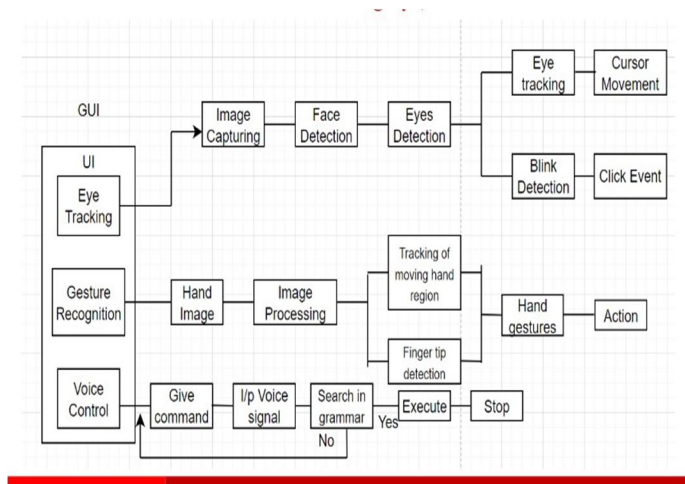 GUI
UI
Eye
Tracking
Image
Capturing
Face
Detection
Eyes
Detection
Eye
tracking
Cursor
Movement
Blink
Detection
Click Event
Gesture
Recognition
Hand
Image
Image
Processing
Tracking of
moving hand
region
Finger tip
detection
Hand
gestures
Action
Voice
Control
Give
command
I/p Voice
signal
Search in
grammar
Yes
No
Execute
Stop